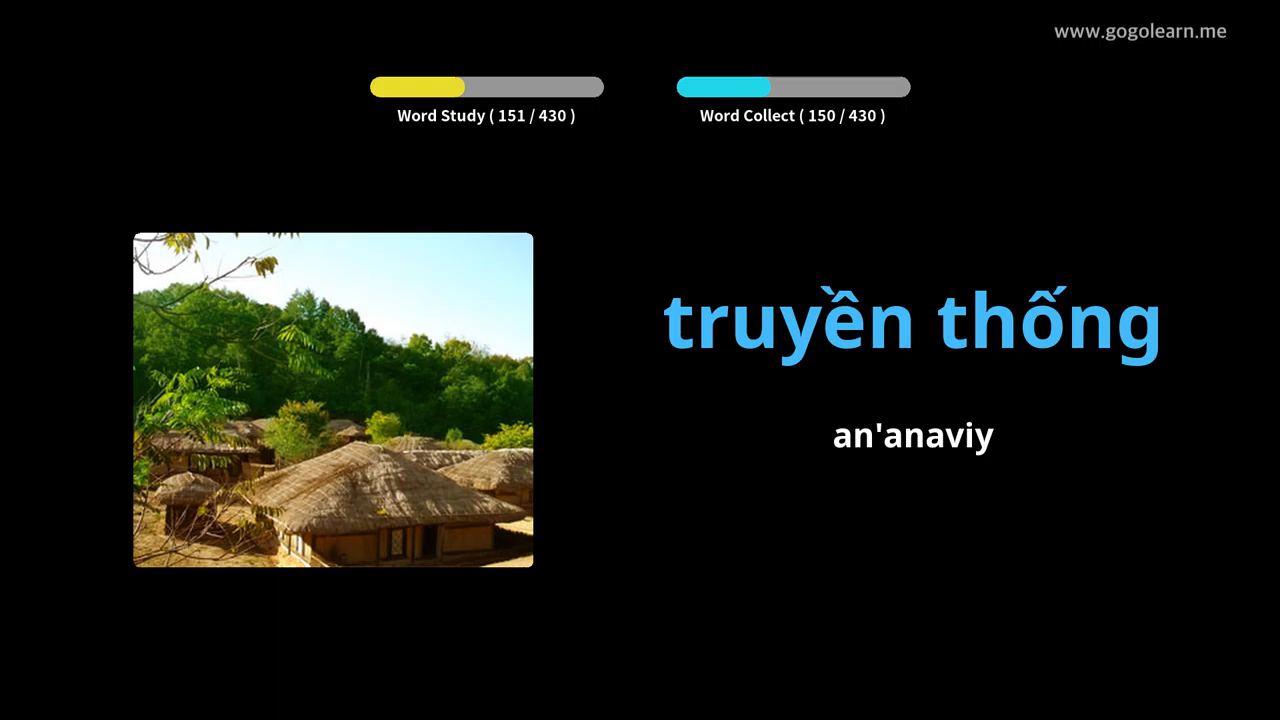 www.gogolearn.me
Word Study ( 151 / 430 )
Word Collect ( 150 / 430 )
truyền thống
an'anaviy